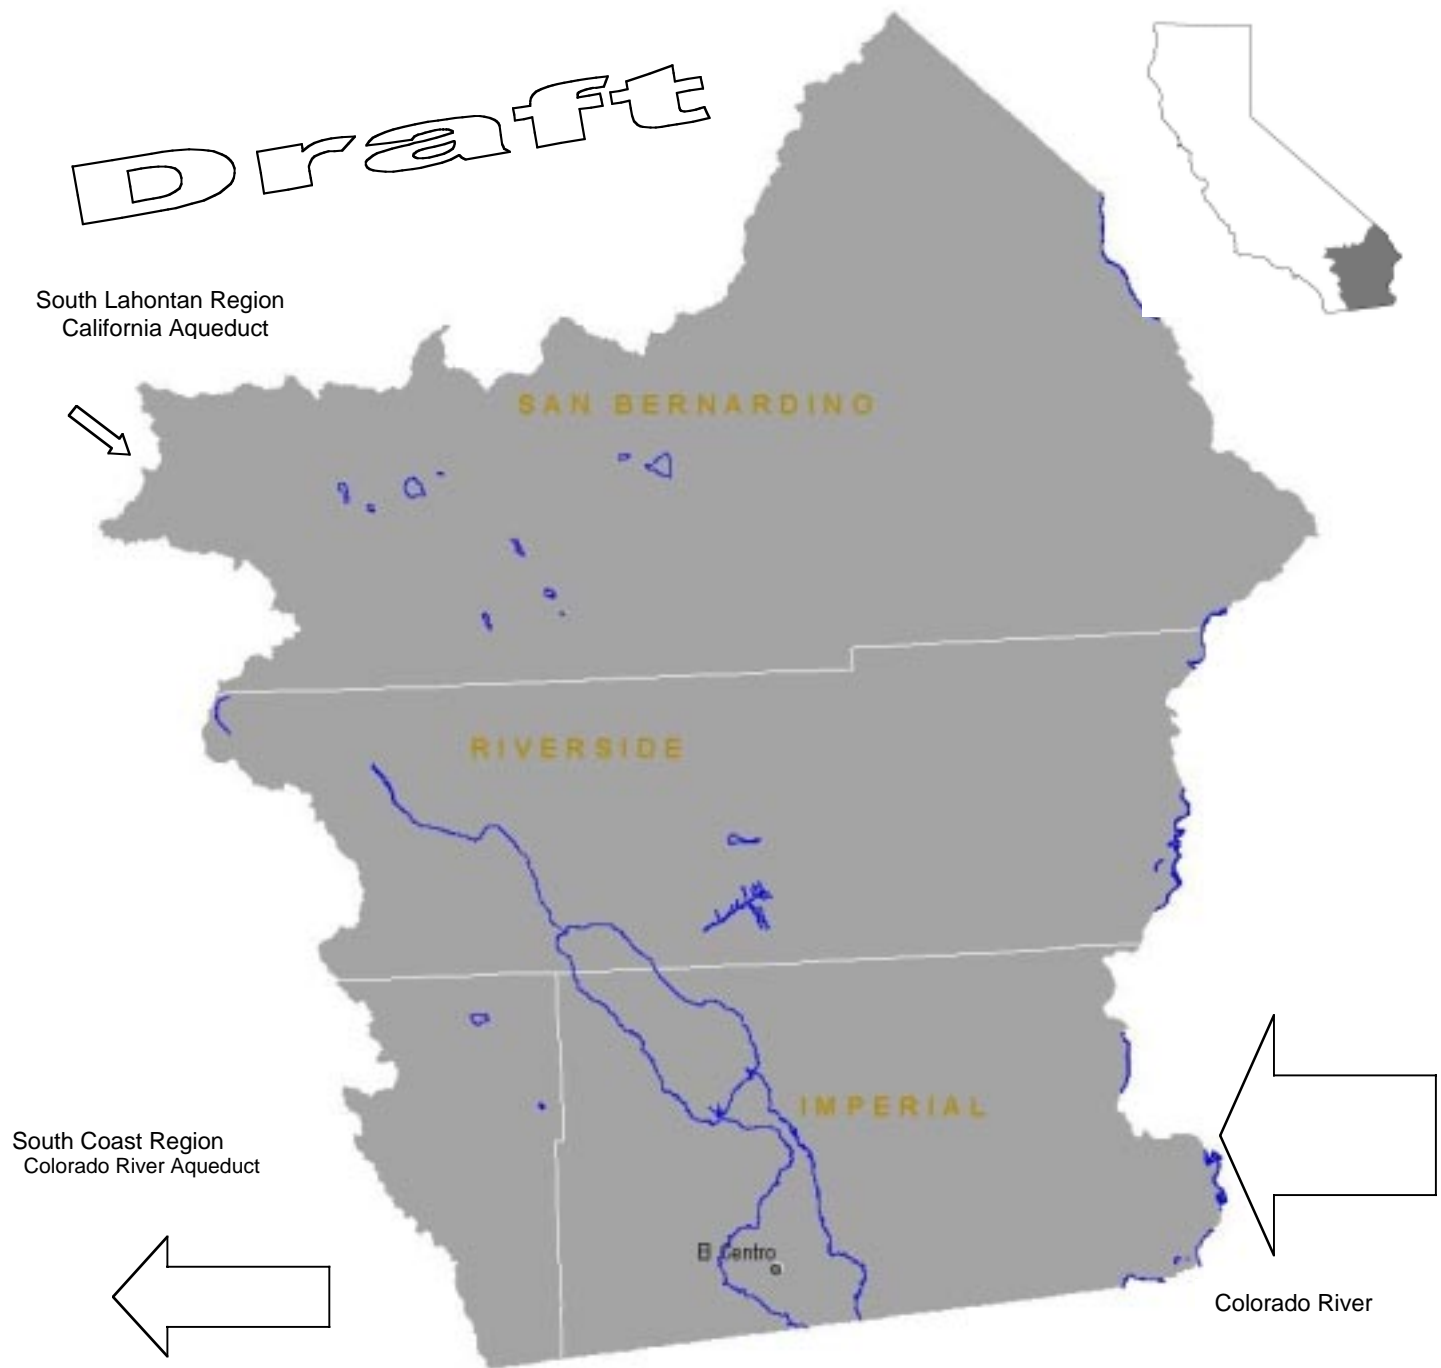 Draft
South Lahontan Region
California Aqueduct
SAN BERNARDINO
RIVERSIDE
IMPERIAL
South Coast Region
Colorado River Aqueduct
El Centro
Colorado River